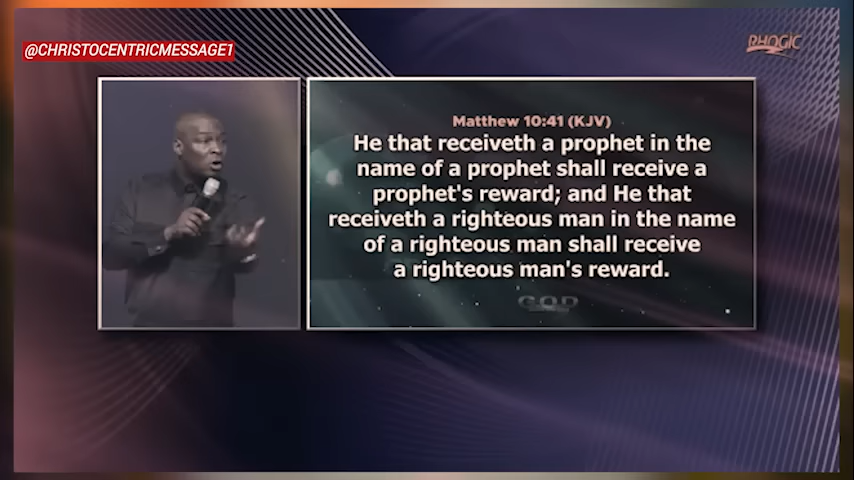 @CHRISTOCENTRICMESSAGE1
RHOGIC
Matthew 10:41 (KJV)
He that receiveth a prophet in the
name of a prophet shall receive a
prophet's reward; and He that
receiveth a righteous man in the name
of a righteous man shall receive
a righteous man's reward.